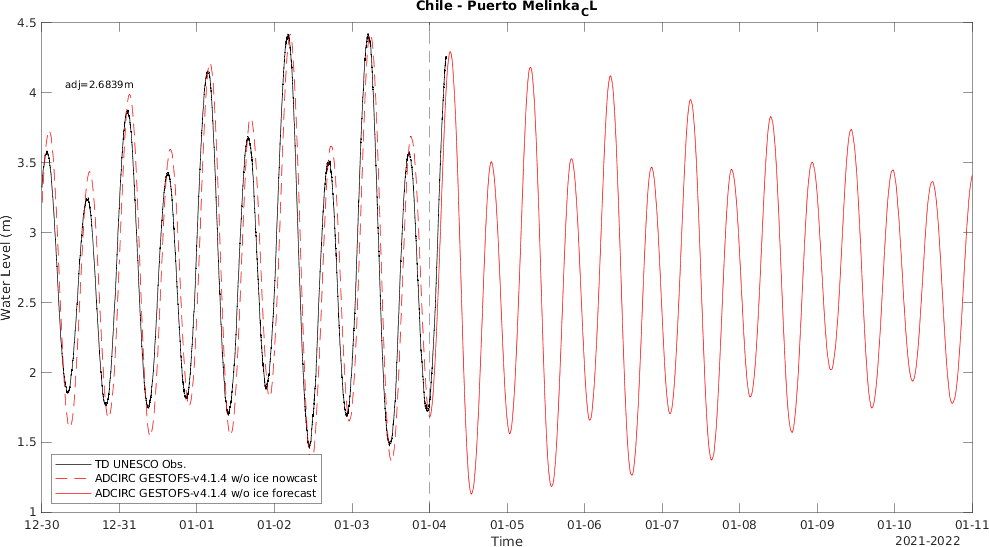 Chile - Puerto Melinka_CL
4.5
adj=2.6839m
4
3.5
3
2.5
2
1.5
1
Water Level (m)
TD UNESCO Obs.
ADCIRC GESTOFS-v4.1.4 w/o ice nowcast
ADCIRC GESTOFS-v4.1.4 w/o ice forecast
12-30 12-31 01-01 01-02 01-03 01-04 01-05 01-06 01-07 01-08 01-09 01-10 01-11
Time
2021-2022